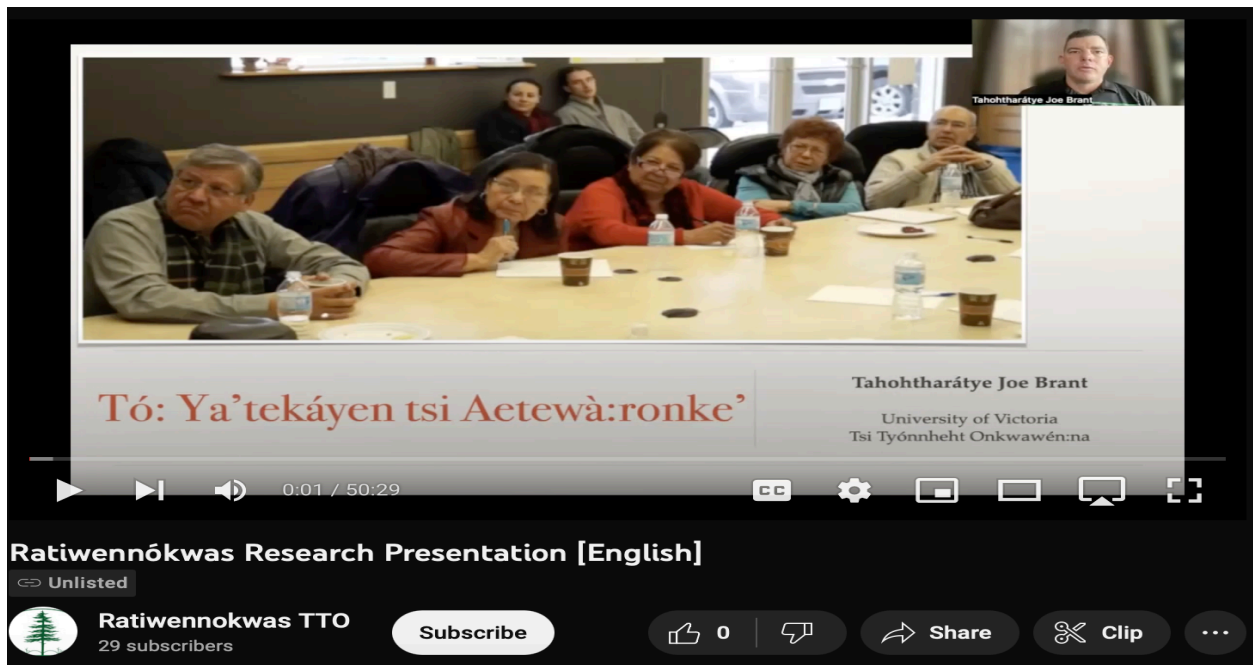 Tahohtharátye Joe Brant
Tó: Ya’tekáyen tsi Aetewà:ronke’
Tahohtharátye Joe Brant
University of Victoria
Tsi Tyónnheht Onkwawén:na
0:01 / 50:29
CC
Ratiwennókwas Research Presentation [English]
Unlisted
Ratiwennokwas TTO
29 subscribers
Subscribe
0
Share
Clip